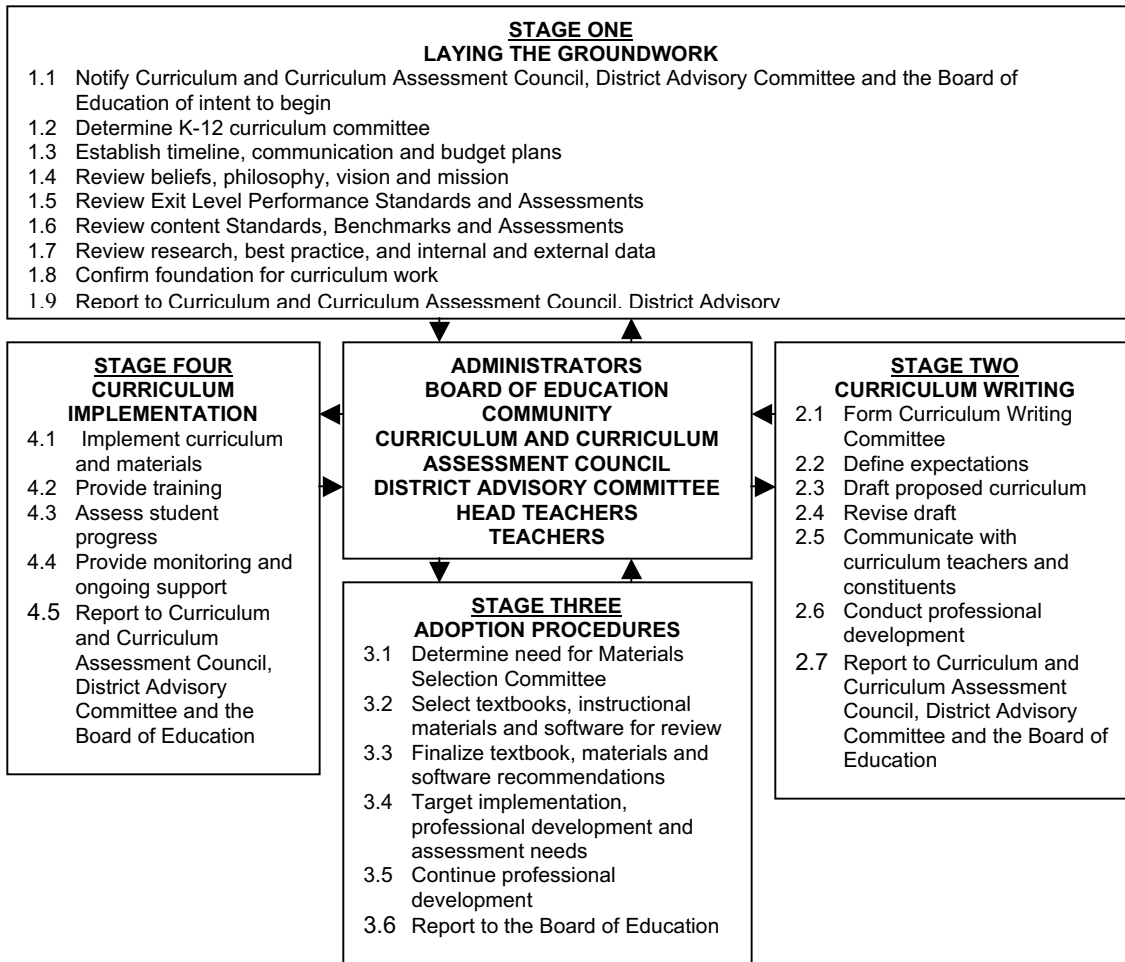 STAGE ONE
LAYING THE GROUNDWORK
1.1 Notify Curriculum and Curriculum Assessment Council, District Advisory Committee and the Board of
Education of intent to begin
1.2 Determine K-12 curriculum committee
1.3 Establish timeline, communication and budget plans
1.4 Review beliefs, philosophy, vision and mission
1.5 Review Exit Level Performance Standards and Assessments
1.6 Review content Standards, Benchmarks and Assessments
1.7 Review research, best practice, and internal and external data
1.8 Confirm foundation for curriculum work
1.9 Report to Curriculum and Curriculum Assessment Council, District Advisory
STAGE FOUR
CURRICULUM
IMPLEMENTATION
4.1 Implement curriculum
and materials
4.2 Provide training
4.3 Assess student
progress
4.4 Provide monitoring and
ongoing support
4.5 Report to Curriculum
and Curriculum
Assessment Council,
District Advisory
Committee and the
Board of Education
ADMINISTRATORS
BOARD OF EDUCATION
COMMUNITY
CURRICULUM AND CURRICULUM
ASSESSMENT COUNCIL
DISTRICT ADVISORY COMMITTEE
HEAD TEACHERS
TEACHERS
STAGE TWO
CURRICULUM WRITING
2.1 Form Curriculum Writing
Committee
2.2 Define expectations
2.3 Draft proposed curriculum
2.4 Revise draft
2.5 Communicate with
curriculum teachers and
constituents
2.6 Conduct professional
development
2.7 Report to Curriculum and
Curriculum Assessment
Council, District Advisory
Committee and the Board of
Education
STAGE THREE
ADOPTION PROCEDURES
3.1 Determine need for Materials
Selection Committee
3.2 Select textbooks, instructional
materials and software for review
3.3 Finalize textbook, materials and
software recommendations
3.4 Target implementation,
professional development and
assessment needs
3.5 Continue professional
development
3.6 Report to the Board of Education